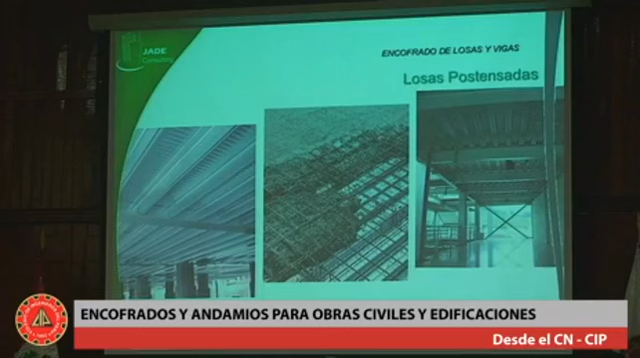 JADE
Consulting
ENCOFRADO DE LOSAS Y VIGAS
Losas Postensadas
ENCOFRADOS Y ANDAMIOS PARA OBRAS CIVILES Y EDIFICACIONES
Desde el CN - CIP